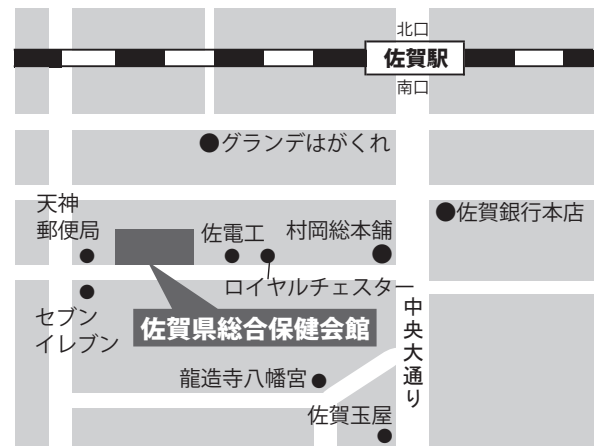 北口
佐賀駅
南口
グランデはがくれ
天神
郵便局
佐電工
村岡総本舗
佐賀銀行本店
ロイヤルチェスター
セブン
イレブン
佐賀県総合保健会館
中央大通り
龍造寺八幡宮
佐賀玉屋